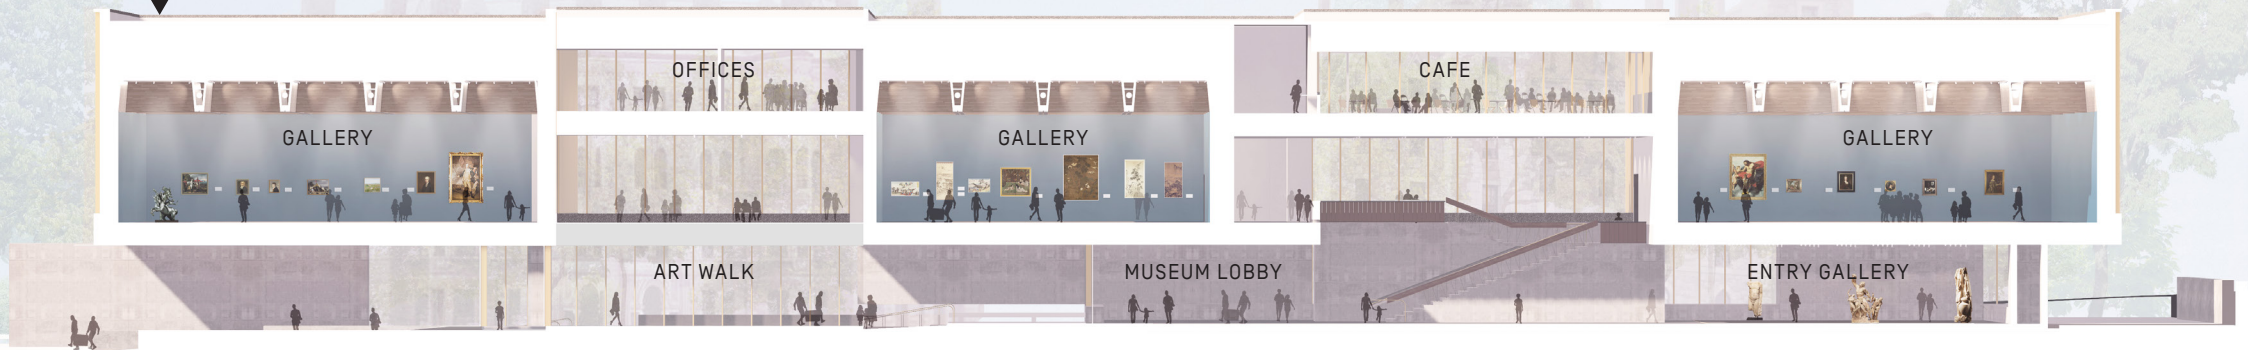 OFFICES
CAFE
GALLERY
GALLERY
GALLERY
ART WALK
MUSEUM LOBBY
ENTRY GALLERY